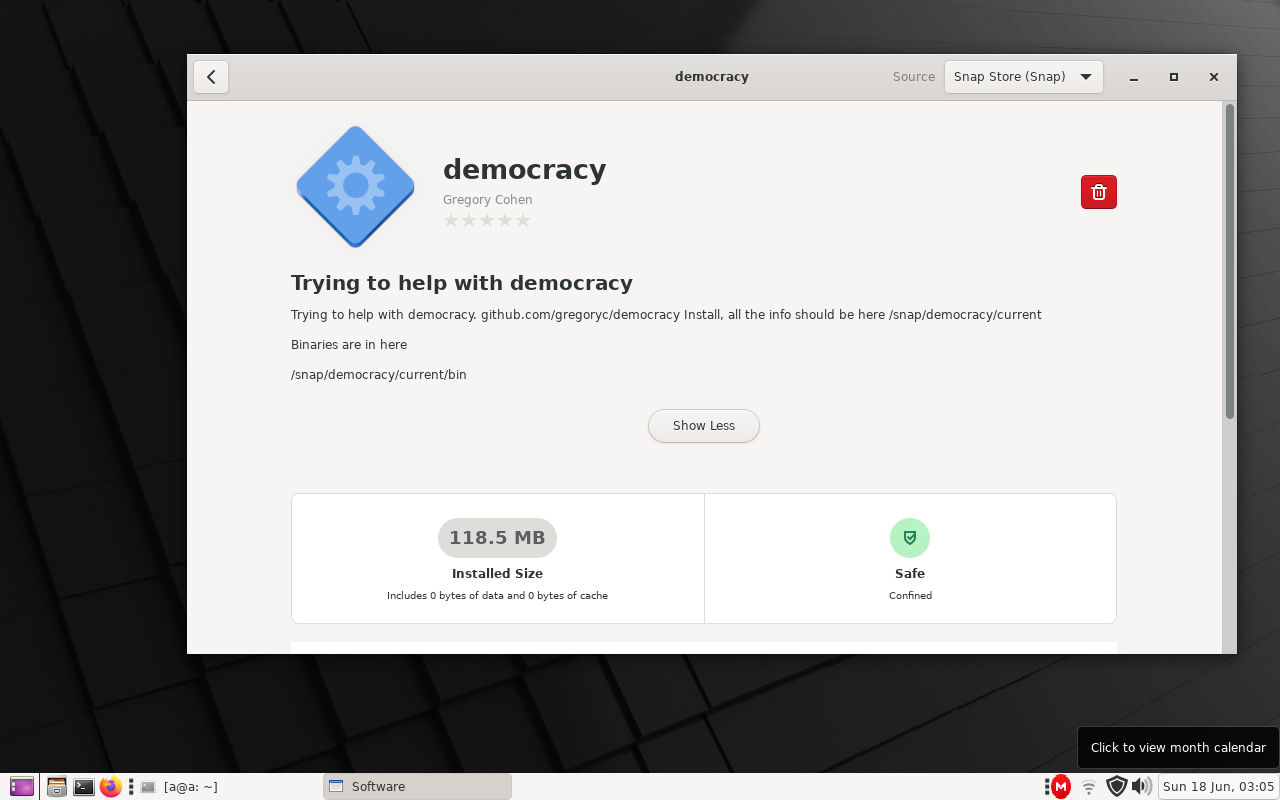 democracy
Source
Snap Store (Snap)
democracy
Gregory Cohen
Trying to help with democracy
Trying to help with democracy. github.com/gregoryc/democracy Install, all the info should be here /snap/democracy/current
Binaries are in here
/snap/democracy/current/bin
Show Less
118.5 MB
Installed Size
Includes 0 bytes of data and 0 bytes of cache
Safe
Confined
Click to view month calendar
[a@a: ~]
Software
M
Sun 18 Jun, 03:05